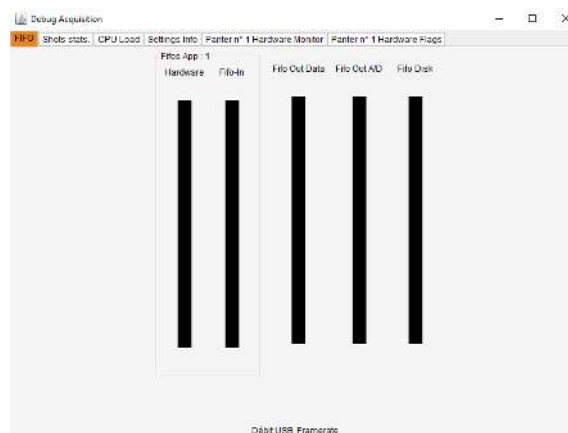 Debug Acquisition
FIFO Shots stats. CPU Load Settings Info Panter n° 1 Hardware Monitor Panter n° 1 Hardware Flags
Fifos App : 1
Hardware Fifo-In Fifo Out Data Fifo Out A/D Fifo Disk
Débit USB Framerate